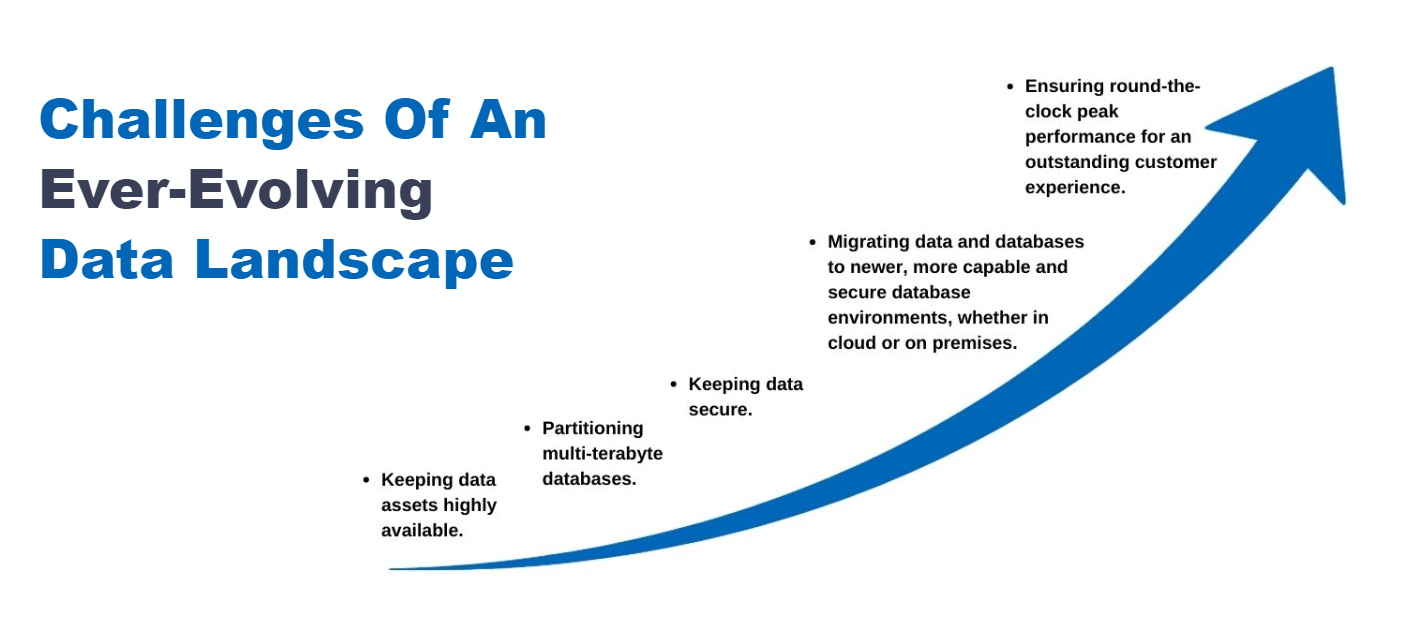 Challenges Of An
Ever-Evolving
Data Landscape
• Keeping data
assets highly
available.
• Partitioning
multi-terabyte
databases.
• Keeping data
secure.
• Migrating data and databases
to newer, more capable and
secure database
environments, whether in
cloud or on premises.
• Ensuring round-the-
clock peak
performance for an
outstanding customer
experience.